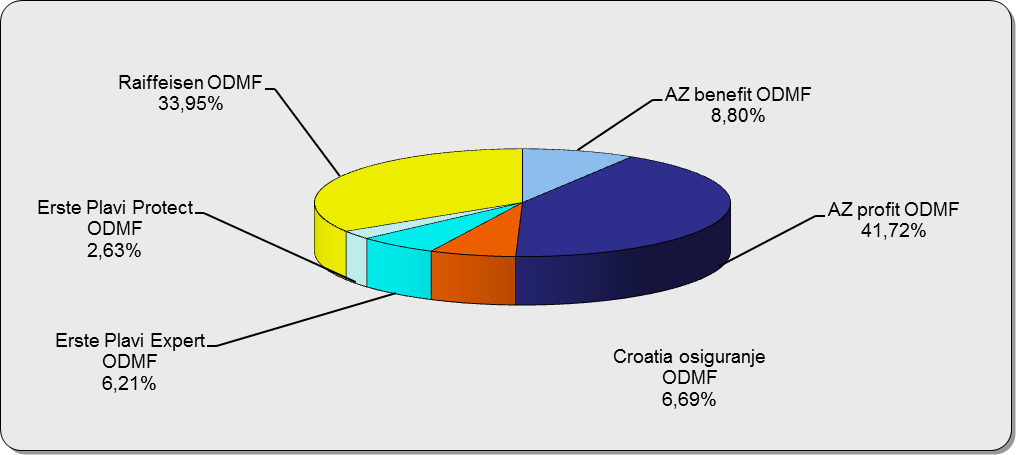 Raiffeisen ODMF
33,95%
AZ benefit ODMF
8,80%
Erste Plavi Protect
ODMF
2,63%
AZ profit ODMF
41,72%
Erste Plavi Expert
ODMF
6,21%
Croatia osiguranje
ODMF
6,69%